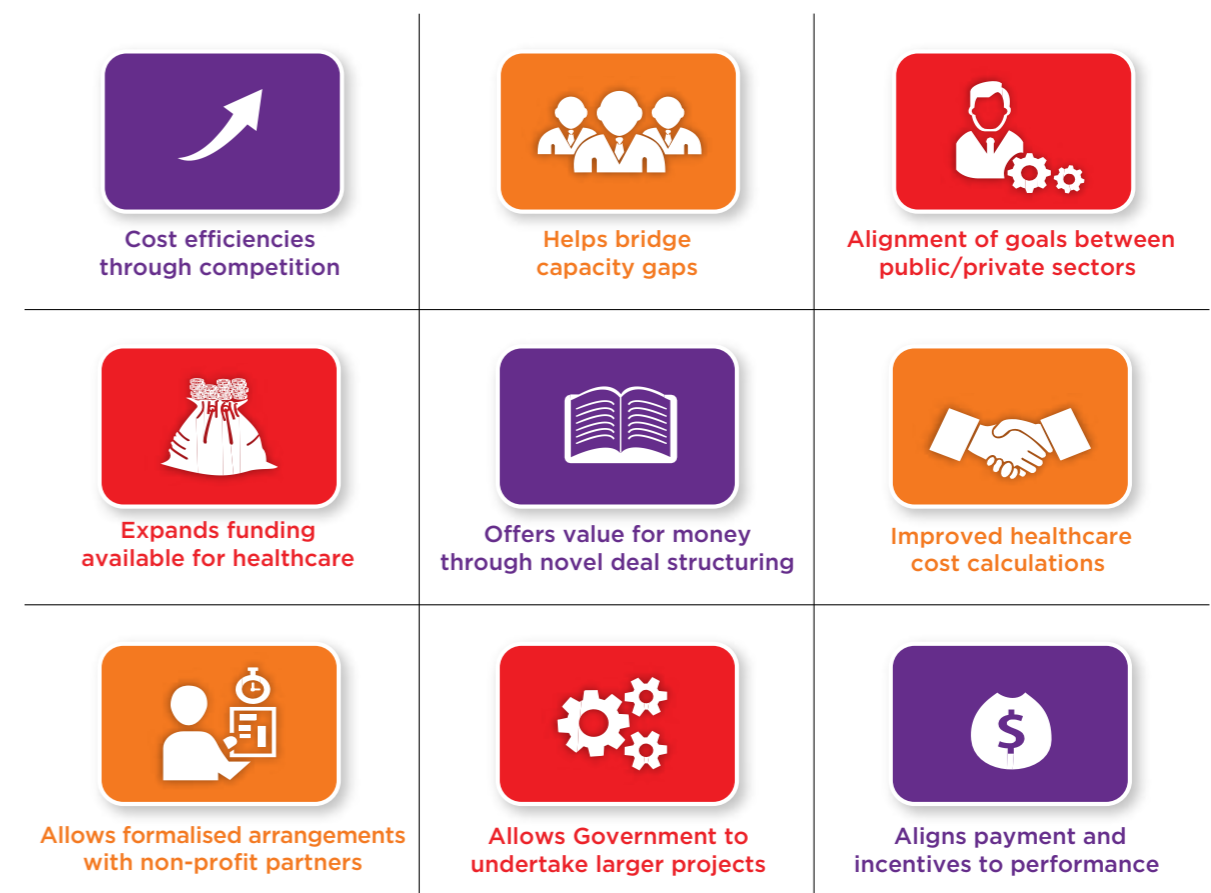 Cost efficiencies
through competition
Helps bridge
capacity gaps
Alignment of goals between
public/private sectors
Expands funding
available for healthcare
Offers value for money
through novel deal structuring
Improved healthcare
cost calculations
Allows formalised arrangements
with non-profit partners
Allows Government to
undertake larger projects
$
Aligns payment and
incentives to performance